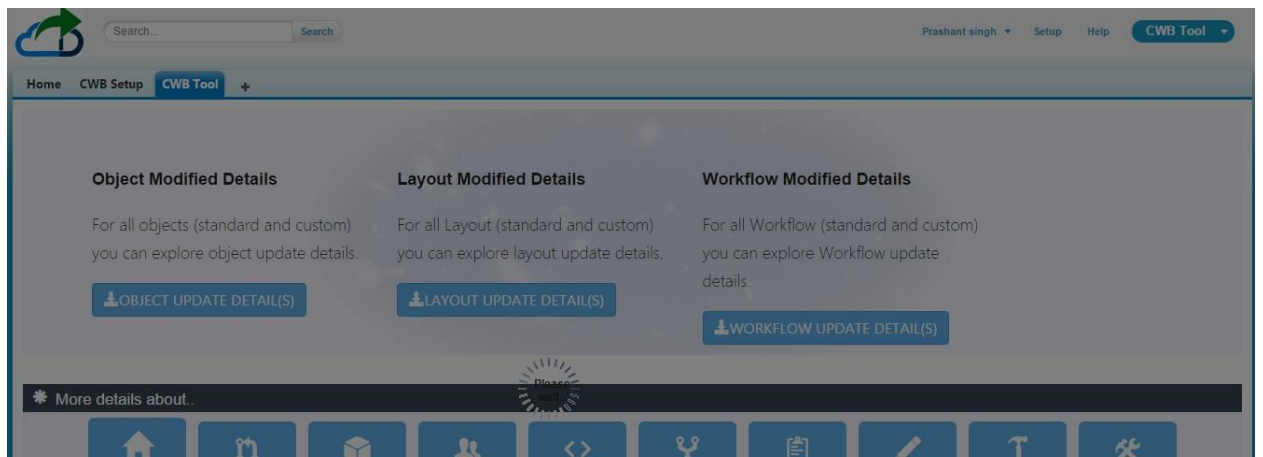 Search... Search Prashant singh Setup Help CWB Tool
Home CWB Setup CWB Tool +
Object Modified Details
For all objects (standard and custom)
you can explore object update details.
OBJECT UPDATE DETAIL(S)
Layout Modified Details
For all Layout (standard and custom)
you can explore layout update details.
LAYOUT UPDATE DETAIL(S)
Workflow Modified Details
For all Workflow (standard and custom)
you can explore Workflow update
details.
WORKFLOW UPDATE DETAIL(S)
Please
wait..
More details about..